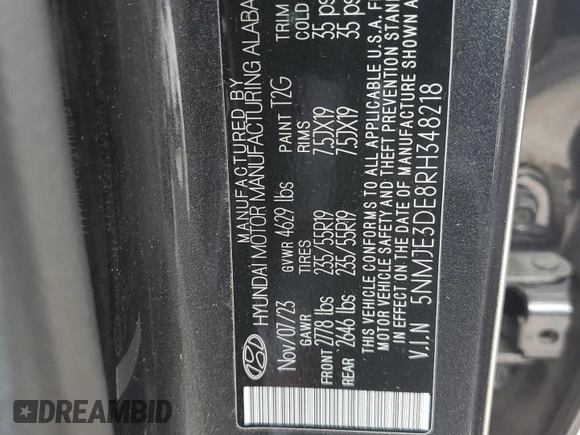 MANUFACTURED BY
HYUNDAI MOTOR MANUFACTURING ALABA
Nov/07/23 GVWR 4629 lbs PAINT T2G TRIM
GAWR TIRES RIMS COLD
FRONT 2778 lbs 235/55R19 7.5JX19 35 ps
REAR 2646 lbs 235/55R19 7.5JX19 35 ps
THIS VEHICLE CONFORMS TO ALL APPLICABLE U.S.A. F
MOTOR VEHICLE SAFETY AND THEFT PREVENTION STAN
EFFECT ON THE DATE OF MANUFACTURE SHOWN A
V.I.N 5NMJE3DE8RH348218
DREAMBID